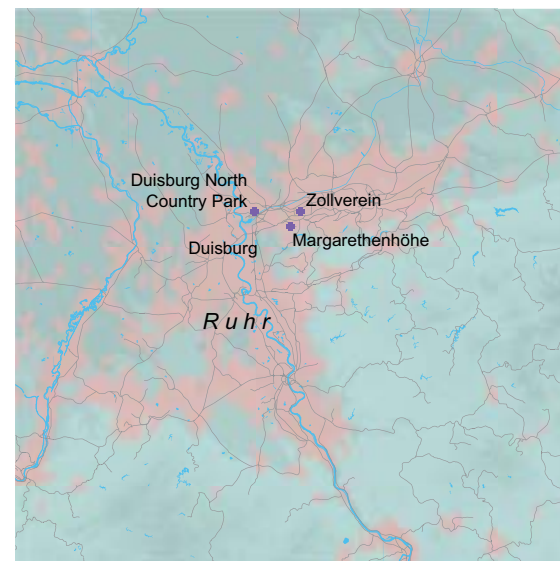 Duisburg North
Country Park
Zollverein
Margarethenhöhe
Duisburg
Ruhr